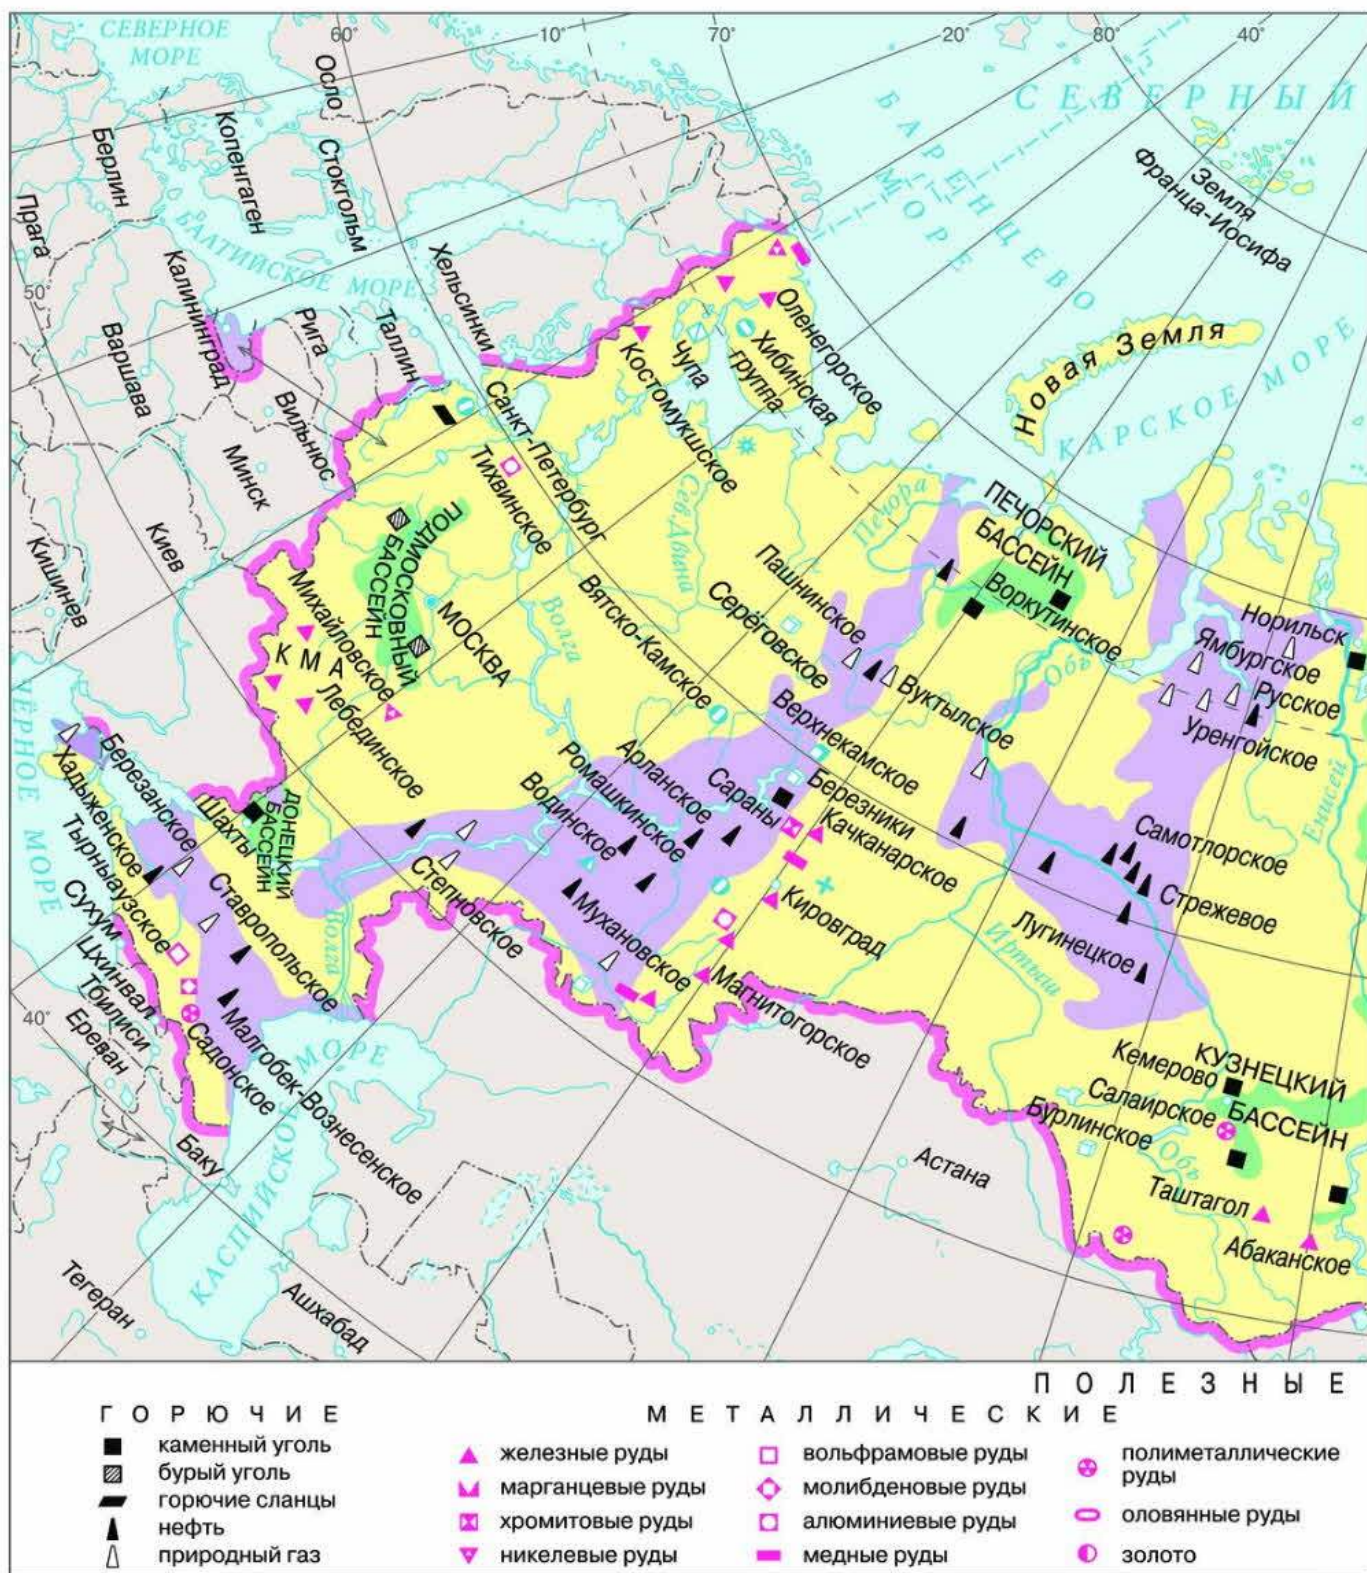 60°
10°
70°
20°
80°
40°
СЕВЕРНОЕ
МОРЕ
Осло
БАРЕНЦЕВО
МОРЕ
СЕВЕРНЫЙ
Земля
Франца-Иосифа
Берлин
Копенгаген
Стокгольм
Прага
БАЛТИЙСКОЕ МОРЕ
Хельсинки
Калининград
50°
Рига
Таллин
Варшава
Вильнюс
Минск
Киев
Кишинев
Оленегорское
Хибинская
группа
Чупа
Костомукшское
Новая Земля
КАРСКОЕ МОРЕ
Санкт-Петербург
Тихвинское
Сев. Двина
Печора
ПЕЧОРСКИЙ
БАССЕЙН
Воркутинское
ПОДМОСКОВНЫЙ
БАССЕЙН
МОСКВА
Волга
Вятско-Камское
Серёговское
Пашнинское
Вуктылское
Обь
Норильск
Ямбургское
Русское
Уренгойское
Енисей
Михайловское
КМА
Лебединское
ЧЁРНОЕ
МОРЕ
Верхнекамское
Березники
Сараны
Арланское
Ромашкинское
Водинское
Качканарское
Кировград
Самотлорское
Стрежевое
Лугинецкое
Иртыш
Березанское
Хадыженское
Шахты
ДОНЕЦКИЙ
БАССЕЙН
Тырныаузское
Ставропольское
Волга
Степновское
Мухановское
Магнитогорское
Сухум
Цхинвал
Тбилиси
Ереван
40°
Садонское
Малгобек-Вознесенское
КАСПИЙСКОЕ
МОРЕ
Баку
Тегеран
Ашхабад
Астана
КУЗНЕЦКИЙ
БАССЕЙН
Кемерово
Салаирское
Бурлинское
Обь
Таштагол
Абаканское
ПОЛЕЗНЫЕ
ГОРЮЧИЕ
каменный уголь
бурый уголь
горючие сланцы
нефть
природный газ
МЕТАЛЛИЧЕСКИЕ
железные руды
марганцевые руды
хромитовые руды
никелевые руды
вольфрамовые руды
молибденовые руды
алюминиевые руды
медные руды
полиметаллические
руды
оловянные руды
золото